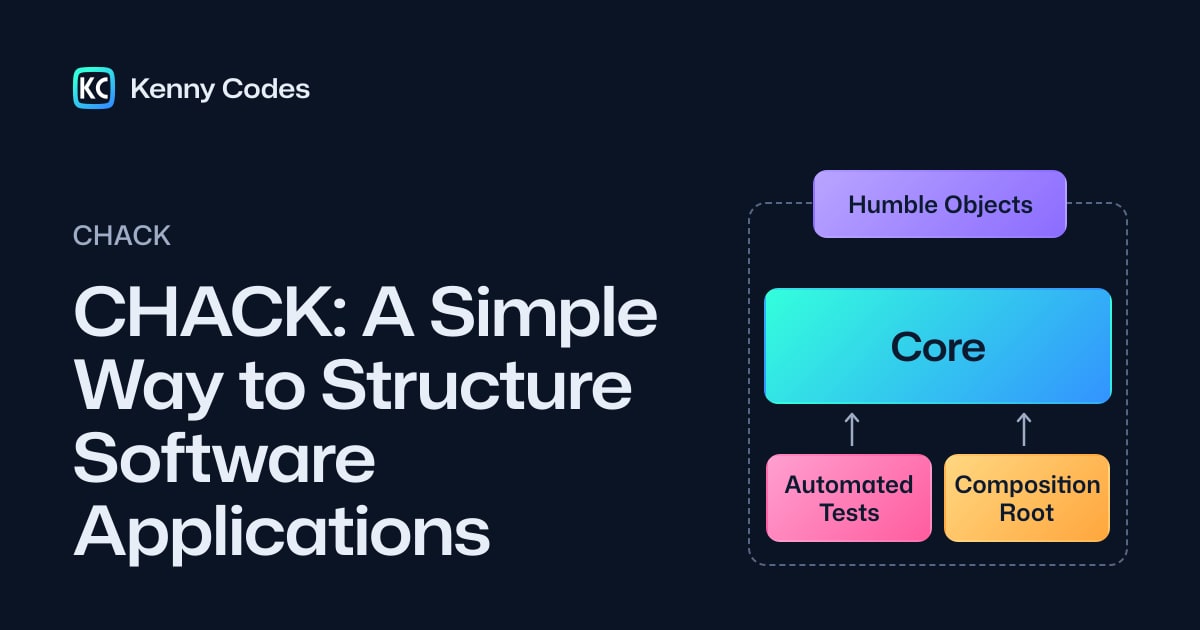 KC
Kenny Codes
CHACK
CHACK: A Simple
Way to Structure
Software
Applications
Humble Objects
Core
Automated
Tests
Composition
Root